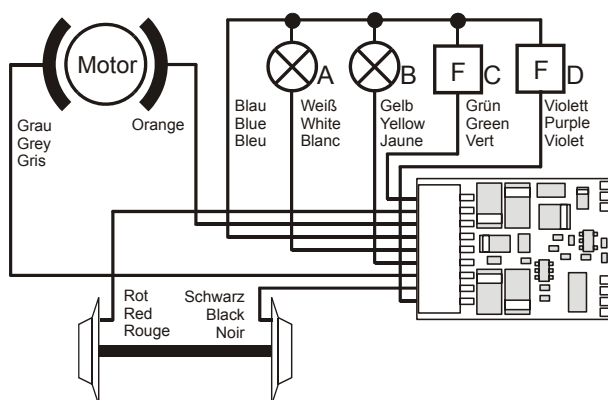 Motor
A
B
F
C
F
D
Grau
Grey
Gris
Orange
Blau
Blue
Bleu
Weiß
White
Blanc
Gelb
Yellow
Jaune
Grün
Green
Vert
Violett
Purple
Violet
Rot
Red
Rouge
Schwarz
Black
Noir